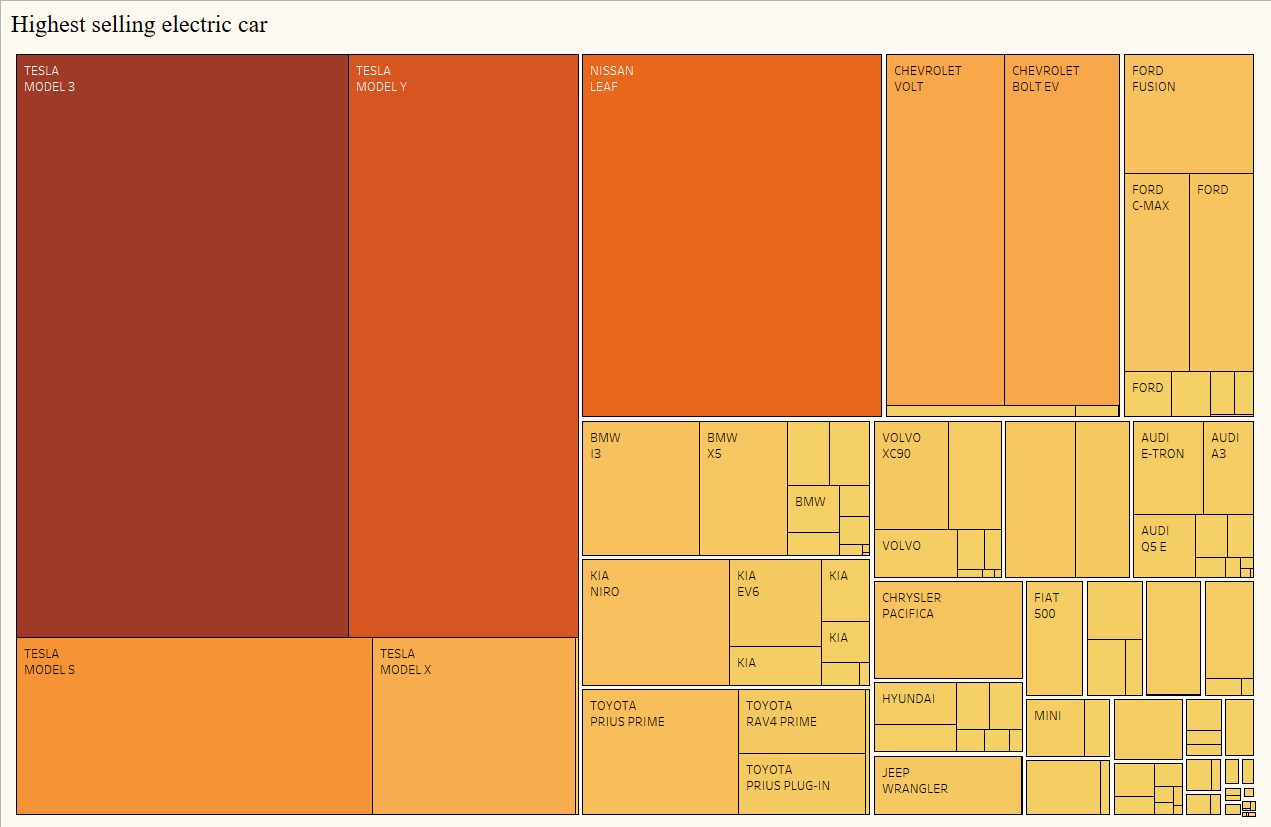 Highest selling electric car
TESLA
MODEL 3
TESLA
MODEL Y
NISSAN
LEAF
CHEVROLET
VOLT
CHEVROLET
BOLT EV
FORD
FUSION
FORD
C-MAX
FORD
FORD
BMW
I3
BMW
X5
BMW
VOLVO
XC90
VOLVO
AUDI
E-TRON
AUDI
A3
AUDI
Q5 E
KIA
NIRO
KIA
EV6
KIA
KIA
KIA
CHRYSLER
PACIFICA
FIAT
500
TESLA
MODEL S
TESLA
MODEL X
TOYOTA
PRIUS PRIME
TOYOTA
RAV4 PRIME
TOYOTA
PRIUS PLUG-IN
HYUNDAI
MINI
JEEP
WRANGLER